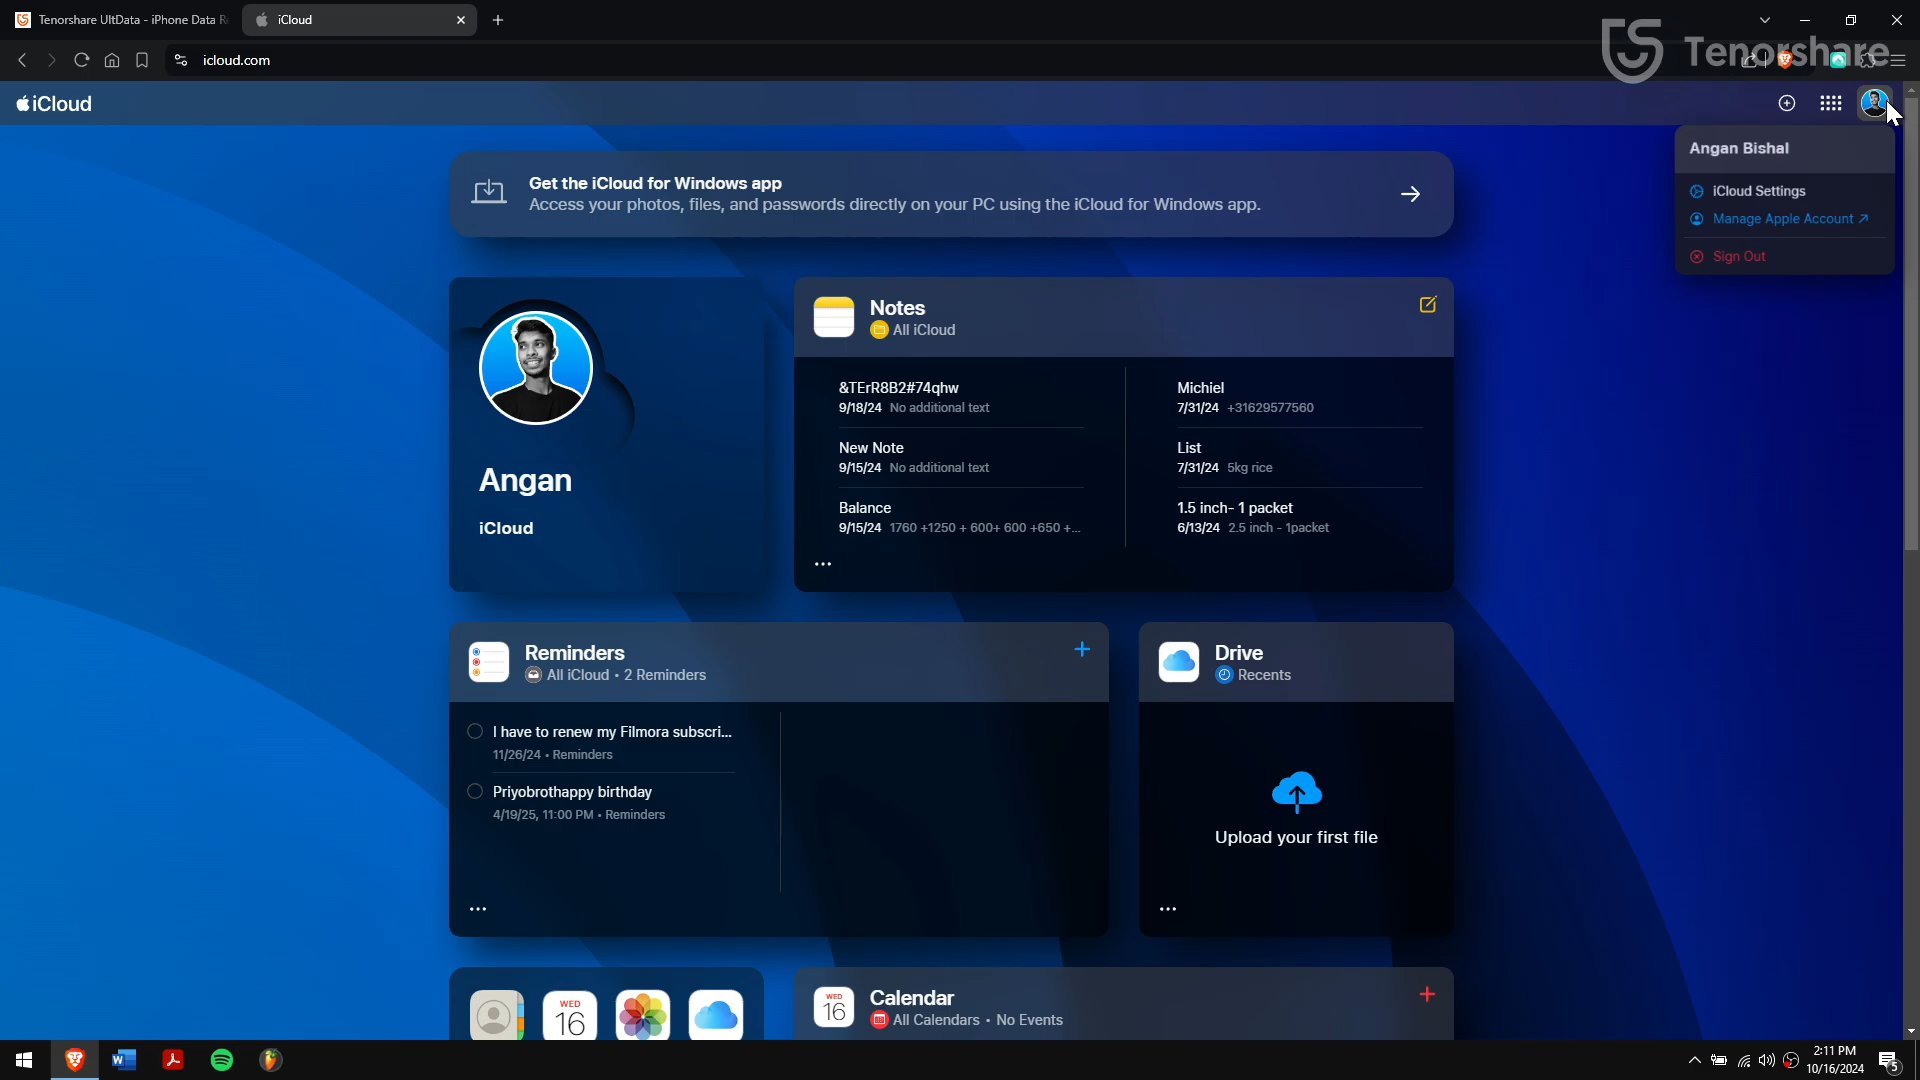 Tenorshare UltData - iPhone Data R
iCloud
icloud.com
Tenorshare
iCloud
Angan Bishal
iCloud Settings
Manage Apple Account
Sign Out
Get the iCloud for Windows app
Access your photos, files, and passwords directly on your PC using the iCloud for Windows app.
Angan
iCloud
Notes
All iCloud
&TErR8B2#74qhw
9/18/24 No additional text
New Note
9/15/24 No additional text
Balance
9/15/24 1760 +1250 + 600+ 600 +650 +...
Michiel
7/31/24 +31629577560
List
7/31/24 5kg rice
1.5 inch- 1 packet
6/13/24 2.5 inch - 1packet
Reminders
All iCloud • 2 Reminders
I have to renew my Filmora subscri...
11/26/24 • Reminders
Priyobrothappy birthday
4/19/25, 11:00 PM • Reminders
Drive
Recents
Upload your first file
WED
16
WED
16
Calendar
All Calendars • No Events
2:11 PM
10/16/2024
5